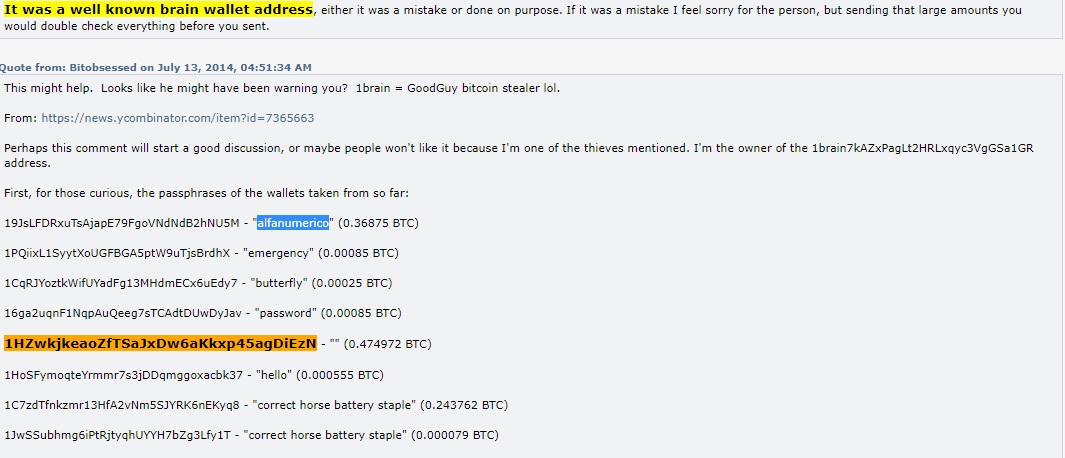 It was a well known brain wallet address, either it was a mistake or done on purpose. If it was a mistake I feel sorry for the person, but sending that large amounts you
would double check everything before you sent.
Quote from: Bitobsessed on July 13, 2014, 04:51:34 AM
This might help.  Looks like he might have been warning you?  1brain = GoodGuy bitcoin stealer lol.
From: https://news.ycombinator.com/item?id=7365663
Perhaps this comment will start a good discussion, or maybe people won't like it because I'm one of the thieves mentioned. I'm the owner of the 1brain7kAZxPagLt2HRLxqyc3VgGSa1GR
address.
First, for those curious, the passphrases of the wallets taken from so far:
19JsLFDRxuTsAjapE79FgoVNdNdB2hNU5M - "alfanumerico" (0.36875 BTC)
1PQiixL1SyytXoUGFBGA5ptW9uTjsBrdhX - "emergency" (0.00085 BTC)
1CqRJYoztkWifUYadFg13MHdmECx6uEdy7 - "butterfly" (0.00025 BTC)
16ga2uqnF1NqpAuQeeg7sTCAdtDUwDyJav - "password" (0.00085 BTC)
1HZwkjkeaoZfTSaJxDw6aKkxp45agDiEzN - "" (0.474972 BTC)
1HoSFymoqteYrmmr7s3jDDqmggoxacbk37 - "hello" (0.000555 BTC)
1C7zdTfnkzmr13HfA2vNm5SJYRK6nEKyq8 - "correct horse battery staple" (0.243762 BTC)
1JwSSubhmg6iPtRjtyqhUYYH7bZg3Lfy1T - "correct horse battery staple" (0.000079 BTC)